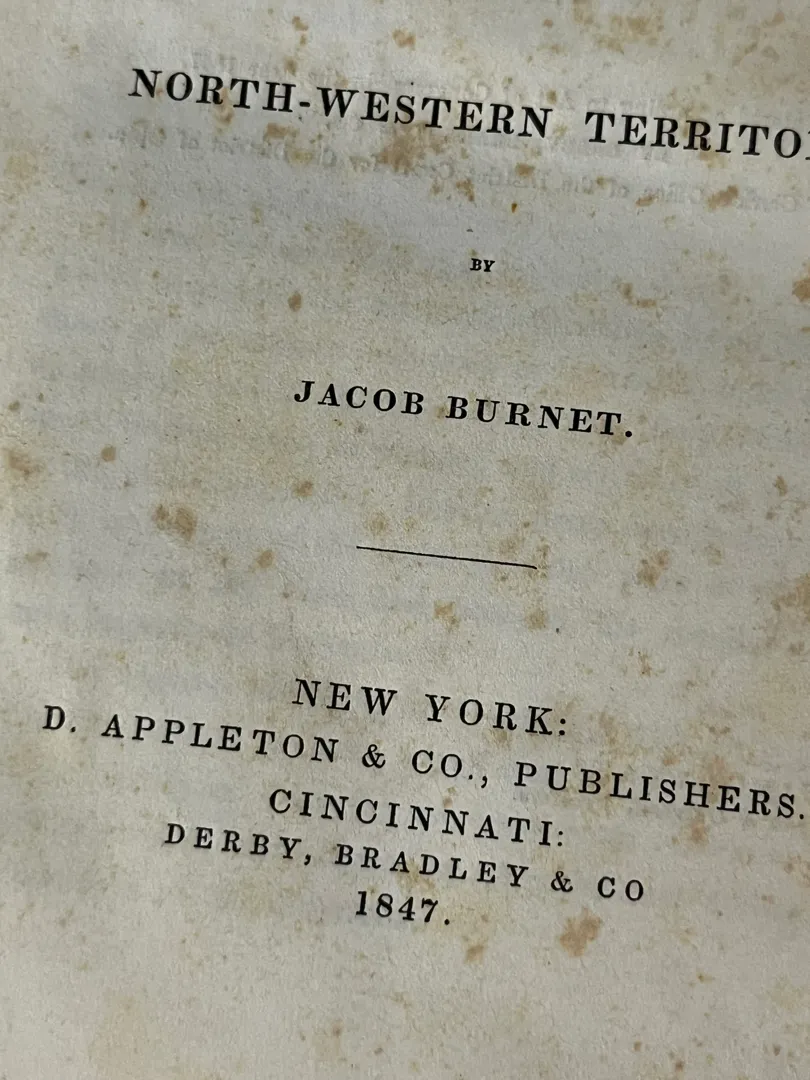 NORTH-WESTERN TERRITO
BY
JACOB BURNET.
NEW YORK:
D. APPLETON & CO., PUBLISHERS.
CINCINNATI:
DERBY, BRADLEY & CO
1847.